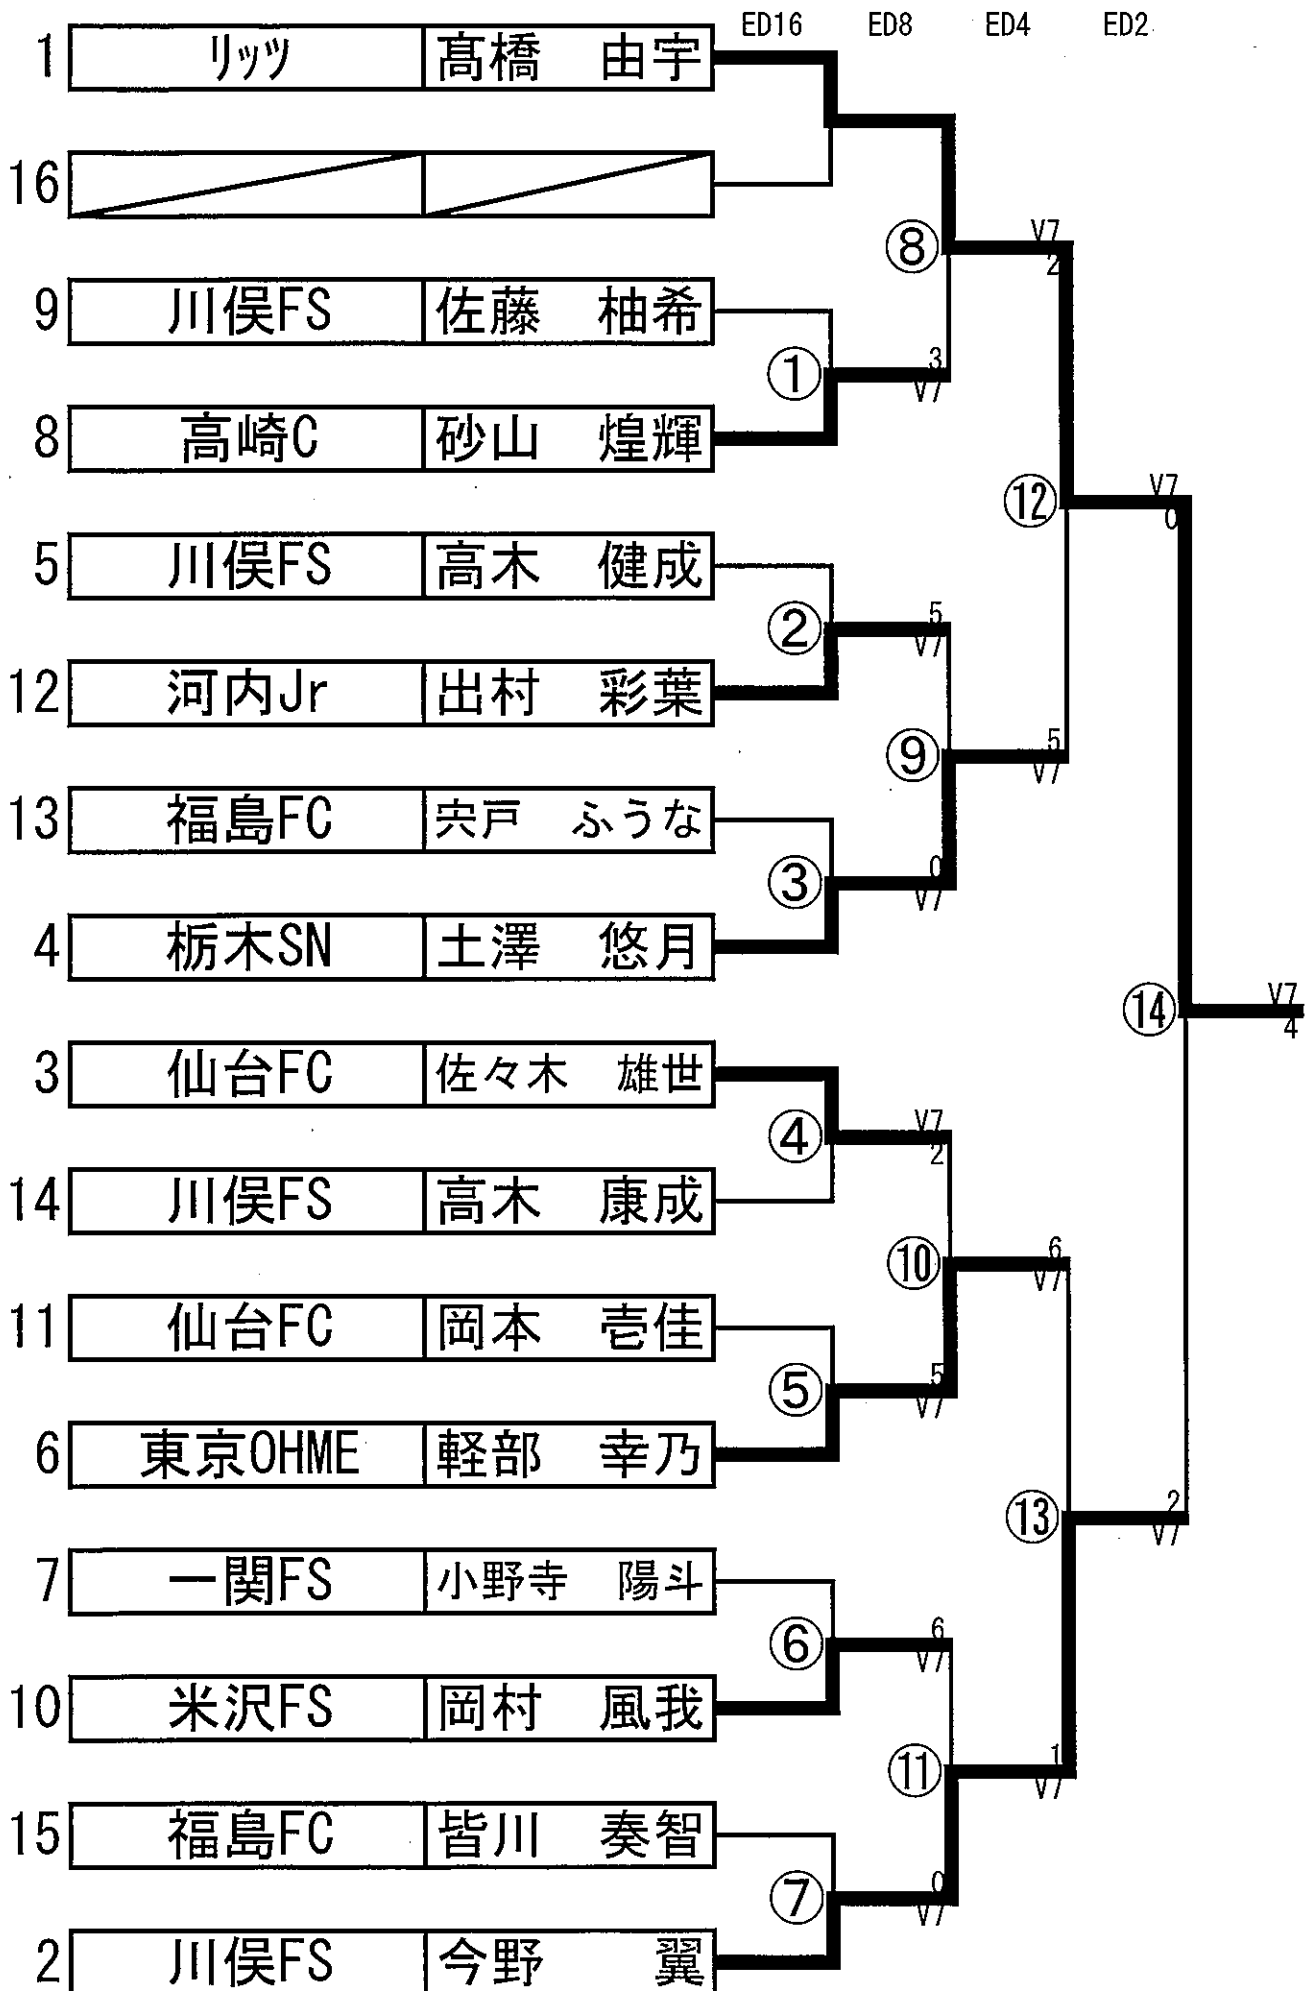 ED16 ED8 ED4 ED2
1 リッツ 髙橋 由宇
16
⑧ V7
2
9 川俣FS 佐藤 柚希
① 3
V7
8 高崎C 砂山 煌輝
⑫ V7
0
5 川俣FS 高木 健成
② 5
V7
12 河内Jr 出村 彩葉
⑨ 5
V7
13 福島FC 宍戸 ふうな
③ 0
V7
4 栃木SN 土澤 悠月
⑭ V7
4
3 仙台FC 佐々木 雄世
④ V7
2
14 川俣FS 高木 康成
⑩ 6
V7
11 仙台FC 岡本 壱佳
⑤ 5
V7
6 東京OHME 軽部 幸乃
⑬ 2
V7
7 一関FS 小野寺 陽斗
⑥ 6
V7
10 米沢FS 岡村 風我
⑪ 1
V7
15 福島FC 皆川 奏智
⑦ 0
V7
2 川俣FS 今野 翼